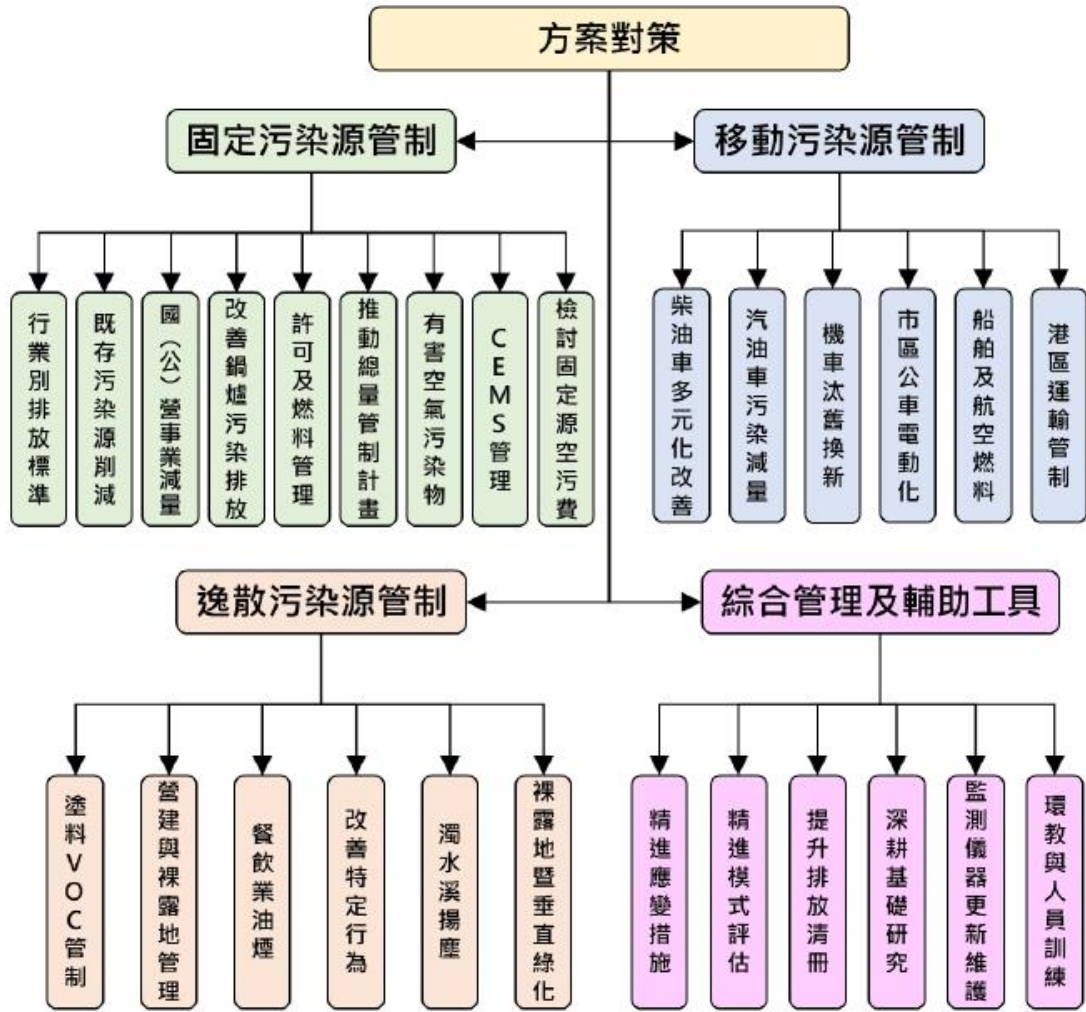 方案對策
固定污染源管制
移動污染源管制
行業別排放標準
既存污染源削減
國（公）營事業減量
改善鍋爐污染排放
許可及燃料管理
推動總量管制計畫
有害空氣污染物
CEMS管理
檢討固定源空污費
柴油車多元化改善
汽油車污染減量
機車汰舊換新
市區公車電動化
船舶及航空燃料
港區運輸管制
逸散污染源管制
綜合管理及輔助工具
塗料VOC管制
營建與裸露地管理
餐飲業油煙
改善特定行為
濁水溪揚塵
裸露地暨垂直綠化
精進應變措施
精進模式評估
提升排放清冊
深耕基礎研究
監測儀器更新維護
環教與人員訓練